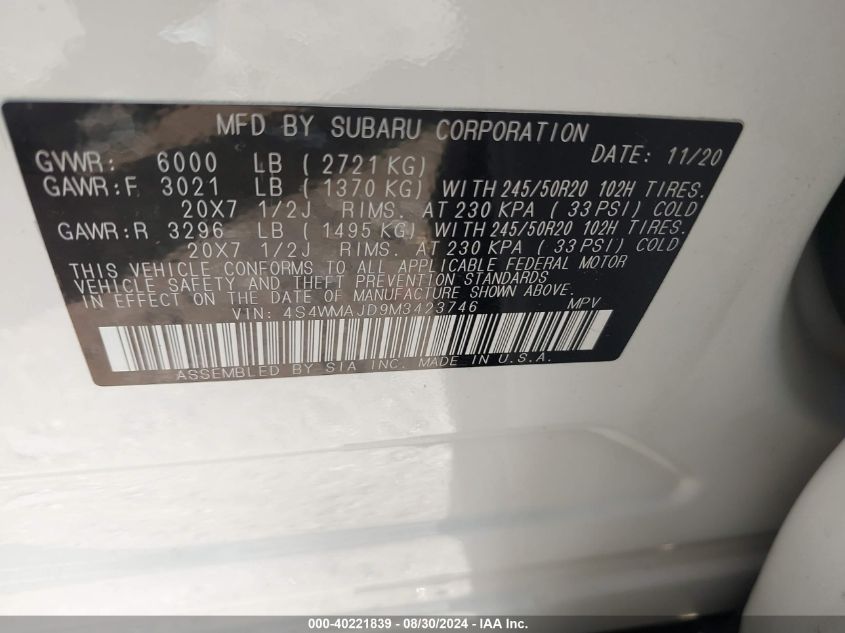 MFD BY SUBARU CORPORATION
DATE: 11/20
GVWR: 6000 LB ( 2721 KG)
GAWR:F 3021 LB ( 1370 KG) WITH 245/50R20 102H TIRES.
20X7 1/2J RIMS. AT 230 KPA ( 33 PSI) COLD
GAWR:R 3296 LB ( 1495 KG) WITH 245/50R20 102H TIRES.
20X7 1/2J RIMS. AT 230 KPA ( 33 PSI) COLD
THIS VEHICLE CONFORMS TO ALL APPLICABLE FEDERAL MOTOR
VEHICLE SAFETY AND THEFT PREVENTION STANDARDS
IN EFFECT ON THE DATE OF MANUFACTURE SHOWN ABOVE.
VIN: 4S4WMAJD9M3423746 MPV
ASSEMBLED BY SIA INC. MADE IN U.S.A.
000-40221839 - 08/30/2024 - IAA Inc.